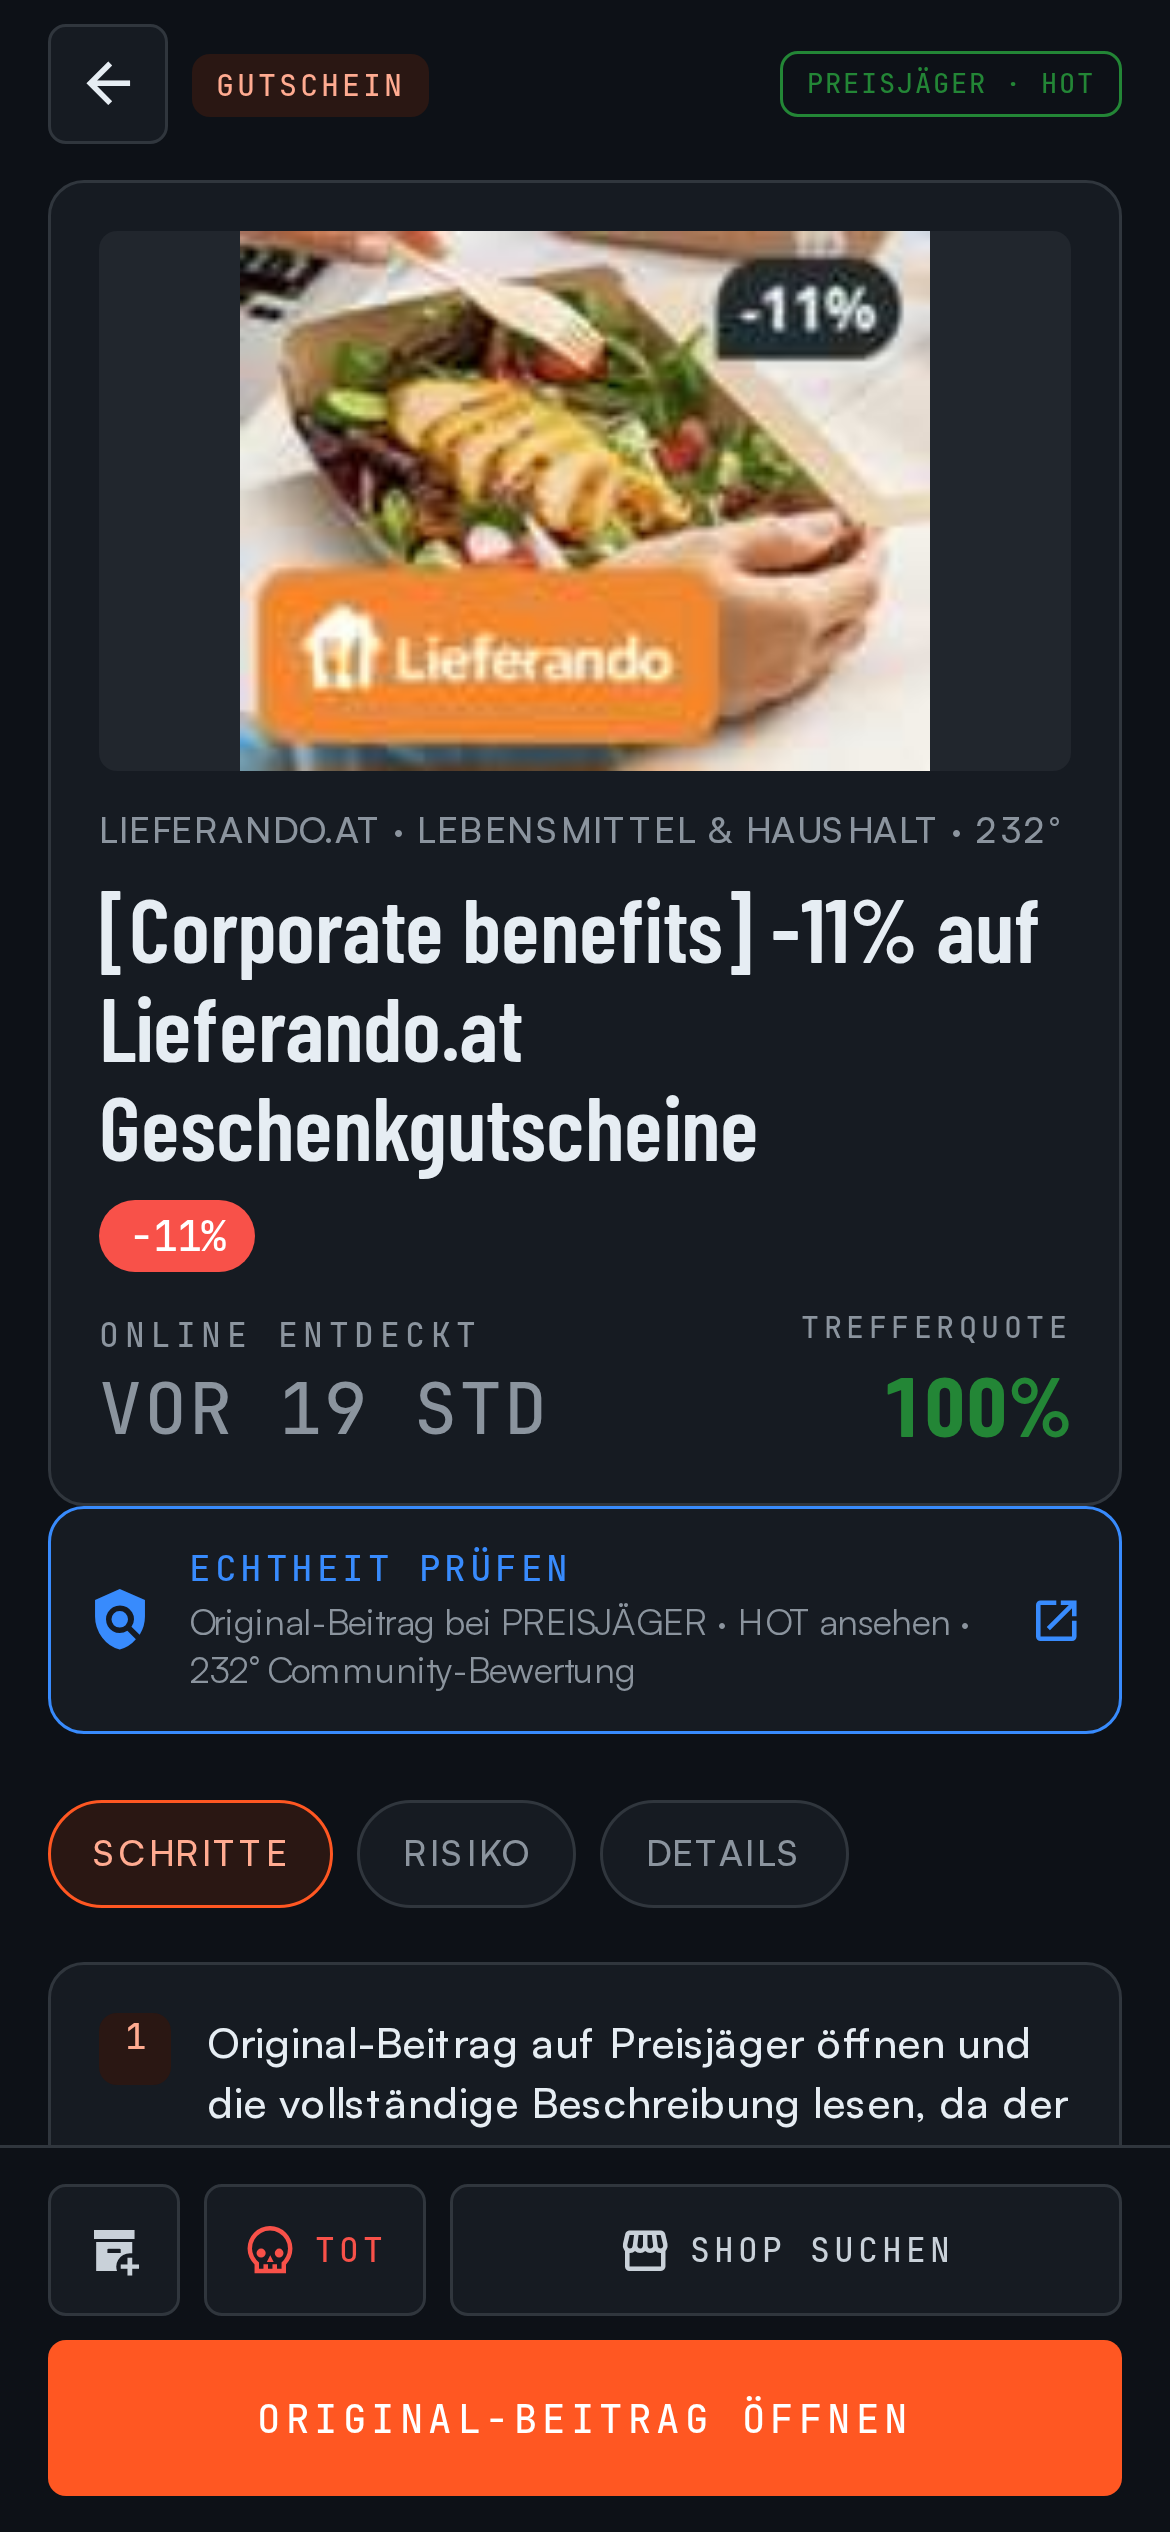 GUTSCHEIN
PREISJÄGER · HOT
-11%
Lieferando
LIEFERANDO.AT · LEBENSMITTEL & HAUSHALT · 232°
[Corporate benefits] -11% auf
Lieferando.at
Geschenkgutscheine
-11%
ONLINE ENTDECKT
TREFFERQUOTE
VOR 19 STD
100%
ECHTHEIT PRÜFEN
Original-Beitrag bei PREISJÄGER · HOT ansehen ·
232° Community-Bewertung
SCHRITTE
RISIKO
DETAILS
1
Original-Beitrag auf Preisjäger öffnen und
die vollständige Beschreibung lesen, da der
TOT
SHOP SUCHEN
ORIGINAL-BEITRAG ÖFFNEN